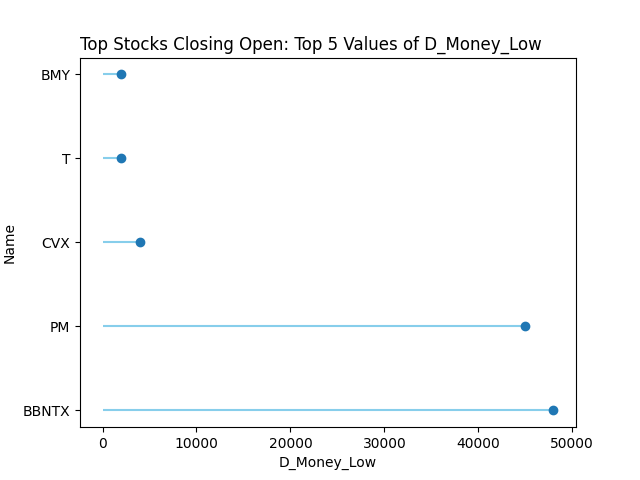 Top Stocks Closing Open: Top 5 Values of D_Money_Low
BMY
T
CVX
PM
BBNTX
Name
0 10000 20000 30000 40000 50000
D_Money_Low